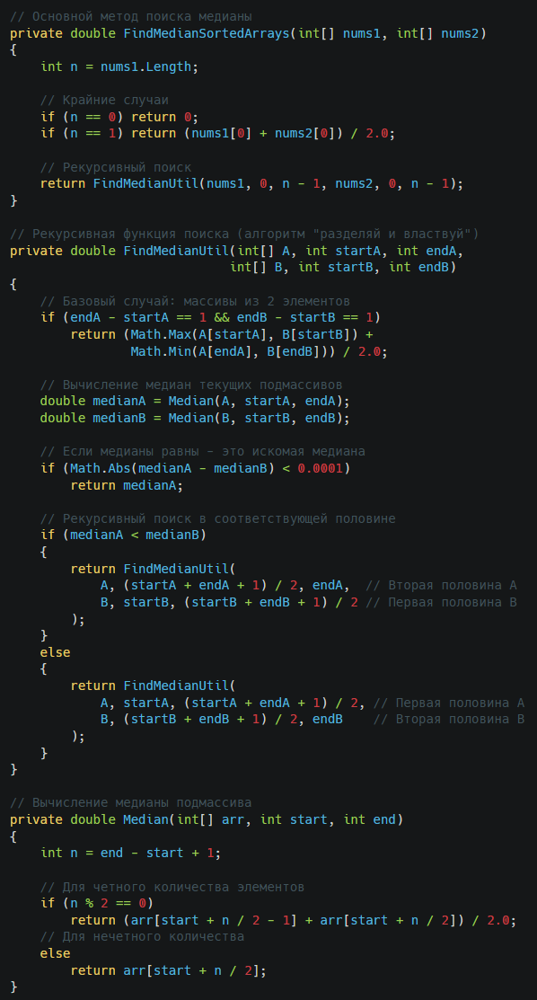 // Основной метод поиска медианы
private double FindMedianSortedArrays(int[] nums1, int[] nums2)
{
    int n = nums1.Length;

    // Крайние случаи
    if (n == 0) return 0;
    if (n == 1) return (nums1[0] + nums2[0]) / 2.0;

    // Рекурсивный поиск
    return FindMedianUtil(nums1, 0, n - 1, nums2, 0, n - 1);
}

// Рекурсивная функция поиска (алгоритм "разделяй и властвуй")
private double FindMedianUtil(int[] A, int startA, int endA,
                             int[] B, int startB, int endB)
{
    // Базовый случай: массивы из 2 элементов
    if (endA - startA == 1 && endB - startB == 1)
        return (Math.Max(A[startA], B[startB]) +
                Math.Min(A[endA], B[endB])) / 2.0;

    // Вычисление медиан текущих подмассивов
    double medianA = Median(A, startA, endA);
    double medianB = Median(B, startB, endB);

    // Если медианы равны - это искомая медиана
    if (Math.Abs(medianA - medianB) < 0.0001)
        return medianA;

    // Рекурсивный поиск в соответствующей половине
    if (medianA < medianB)
    {
        return FindMedianUtil(
            A, (startA + endA + 1) / 2, endA,  // Вторая половина A
            B, startB, (startB + endB + 1) / 2 // Первая половина B
        );
    }
    else
    {
        return FindMedianUtil(
            A, startA, (startA + endA + 1) / 2, // Первая половина A
            B, (startB + endB + 1) / 2, endB    // Вторая половина B
        );
    }
}

// Вычисление медианы подмассива
private double Median(int[] arr, int start, int end)
{
    int n = end - start + 1;

    // Для четного количества элементов
    if (n % 2 == 0)
        return (arr[start + n / 2 - 1] + arr[start + n / 2]) / 2.0;
    // Для нечетного количества
    else
        return arr[start + n / 2];
}